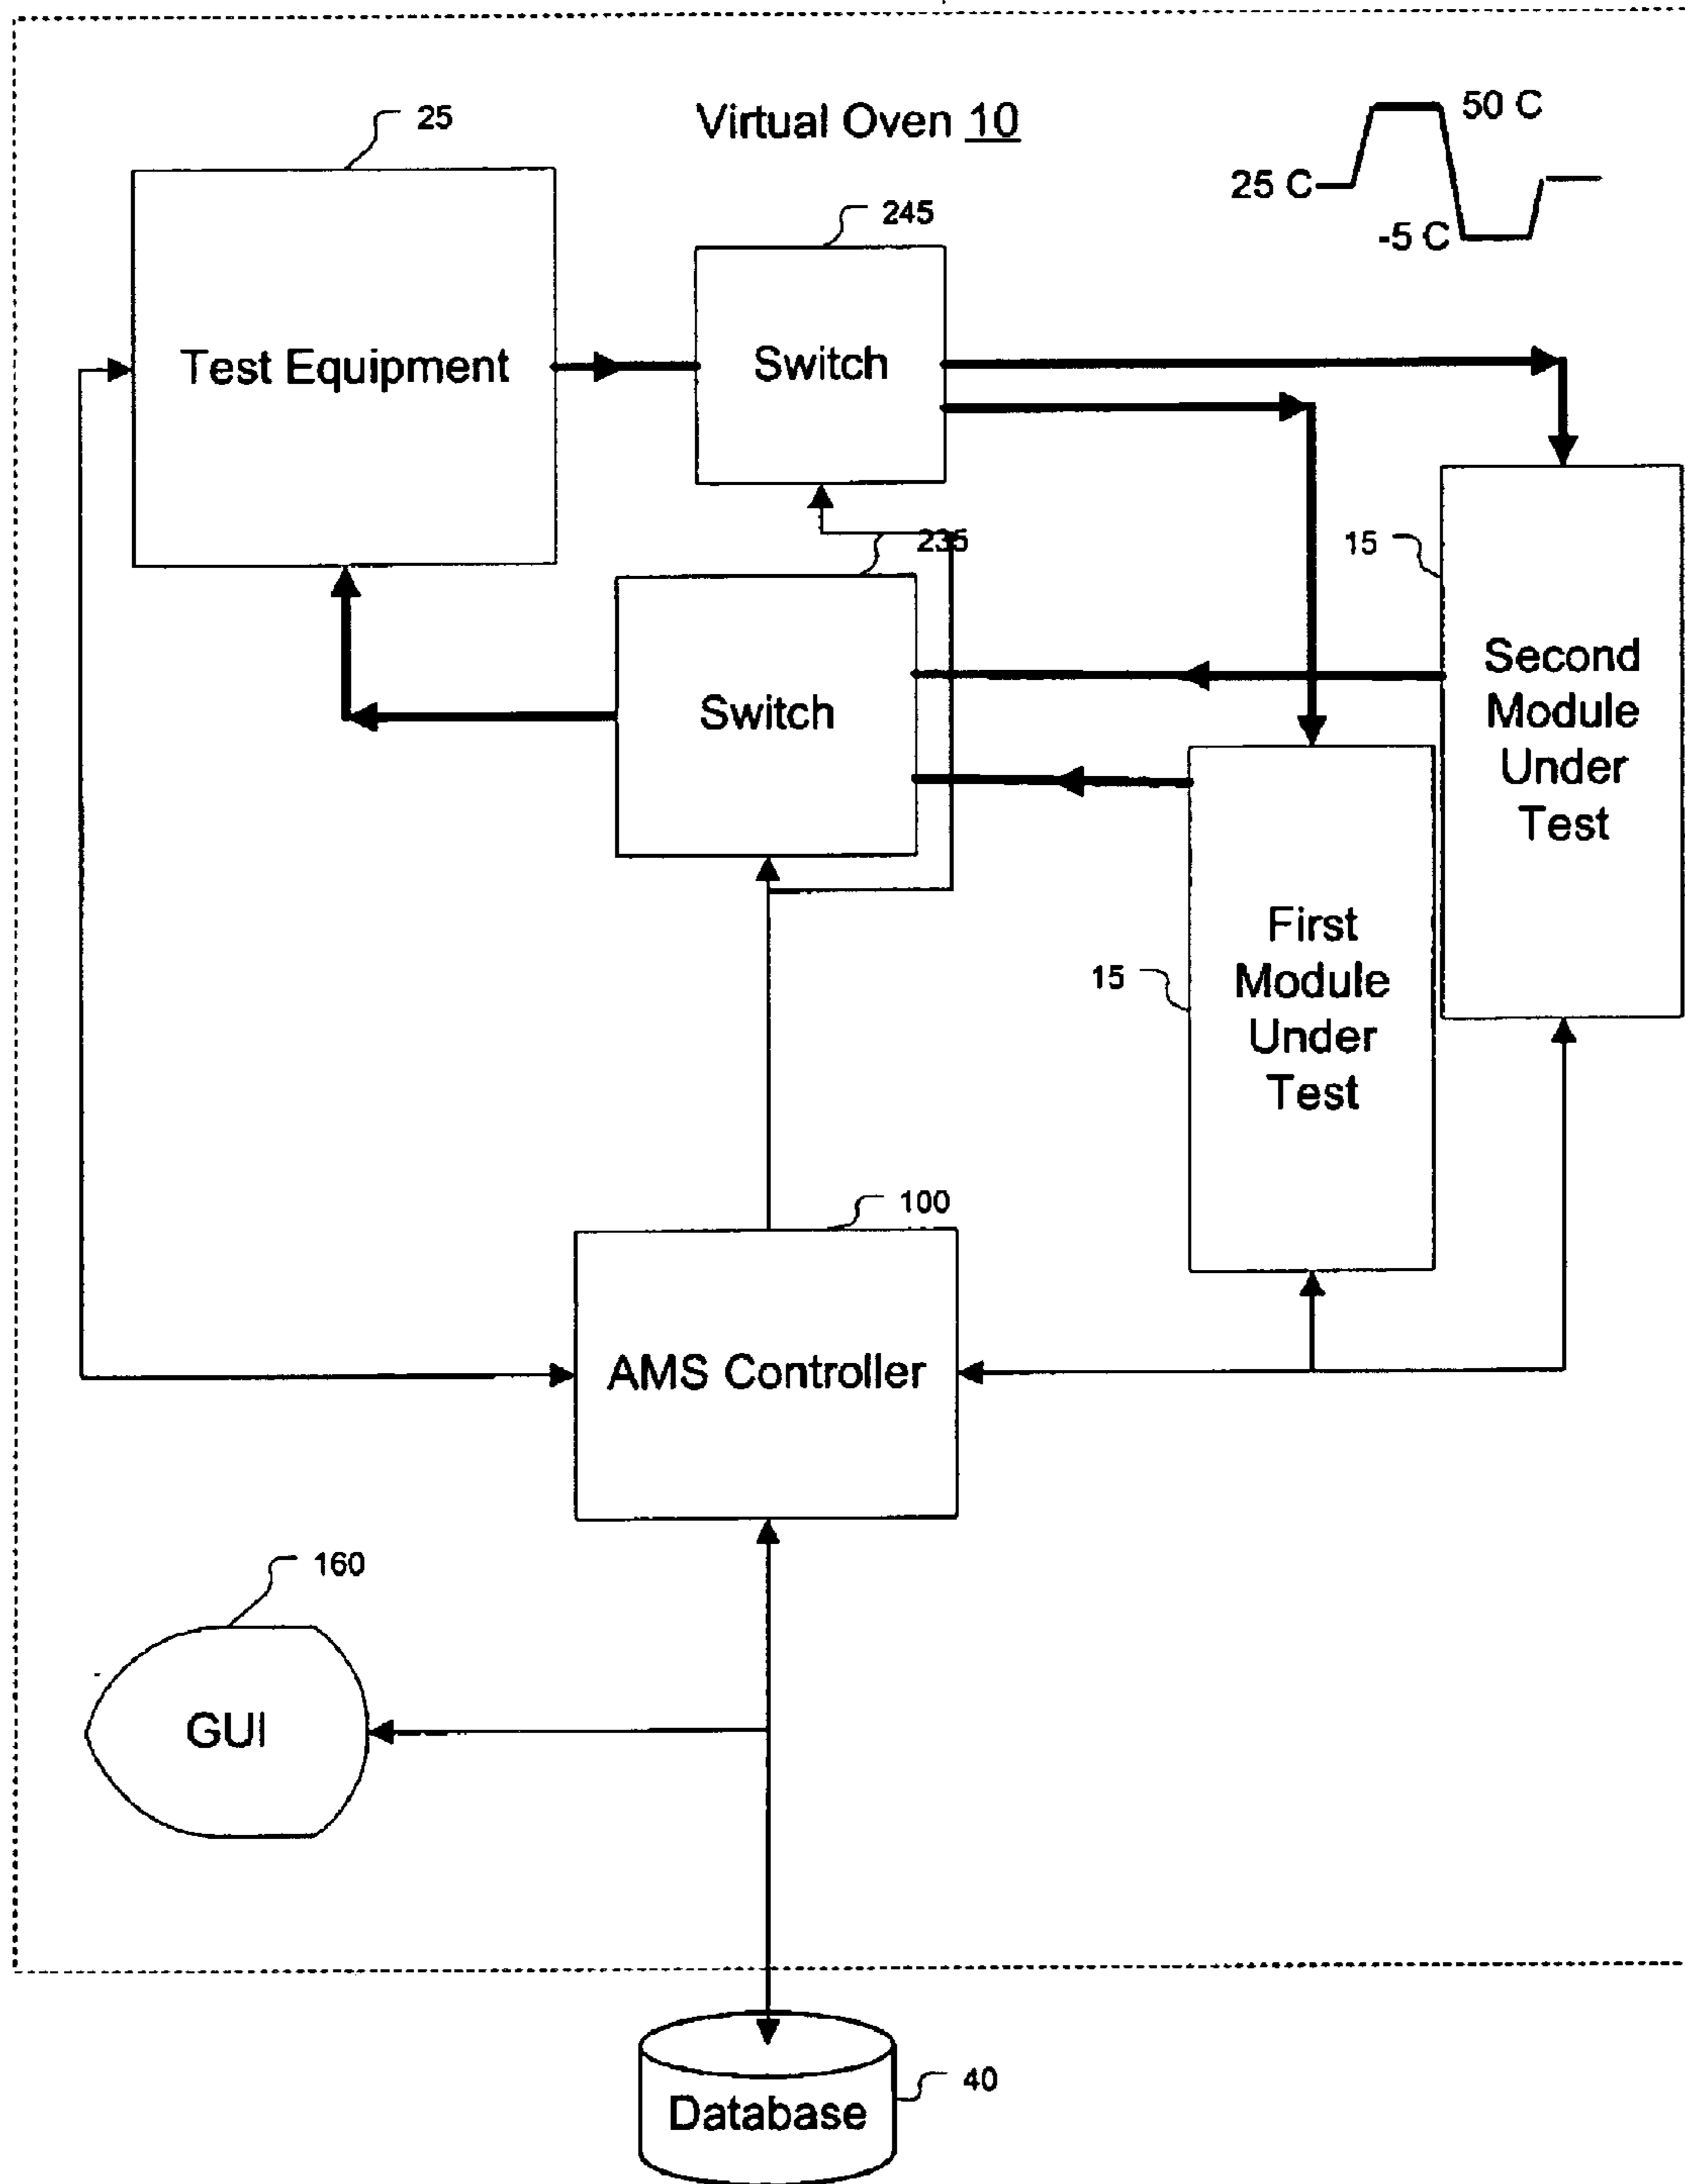 Virtual Oven 10
25
50 C
25 C
-5 C
245
Test Equipment
Switch
235
15
Second
Module
Under
Test
Switch
First
Module
Under
Test
15
100
AMS Controller
160
GUI
Database
40